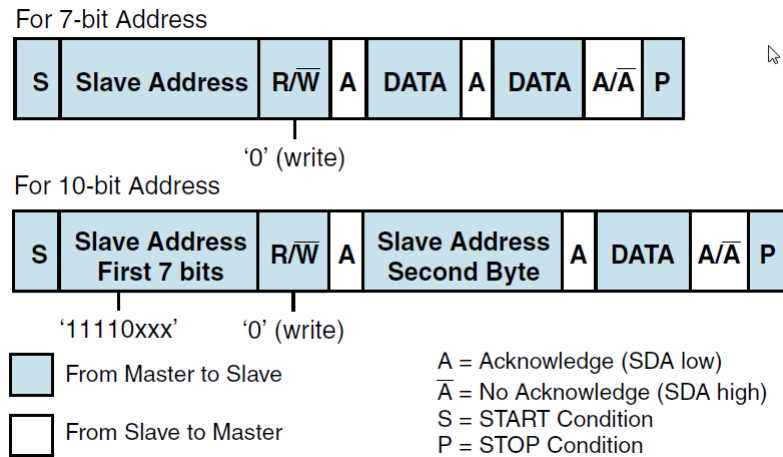 For 7-bit Address
S Slave Address R/W̅ A DATA A DATA A/A̅ P
‘0’ (write)
For 10-bit Address
S Slave Address First 7 bits R/W̅ A Slave Address Second Byte A DATA A/A̅ P
‘11110xxx’ ‘0’ (write)
From Master to Slave
From Slave to Master
A = Acknowledge (SDA low)
A̅ = No Acknowledge (SDA high)
S = START Condition
P = STOP Condition